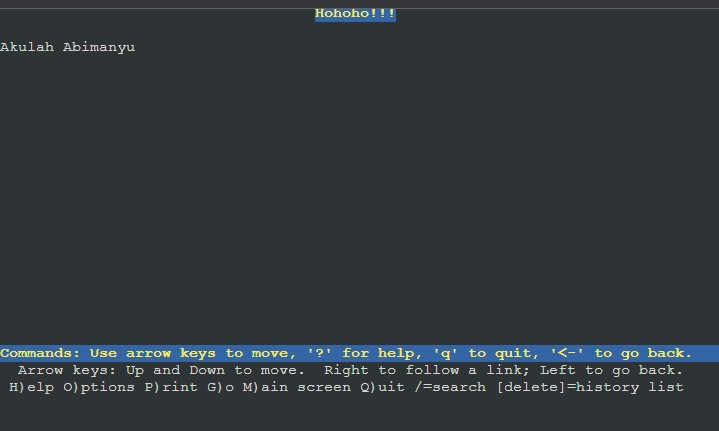 Hohoho!!!
Akulah Abimanyu
Commands: Use arrow keys to move, '?' for help, 'q' to quit, '<-' to go back.
Arrow keys: Up and Down to move.  Right to follow a link; Left to go back.
H)elp O)ptions P)rint G)o M)ain screen Q)uit /=search [delete]=history list